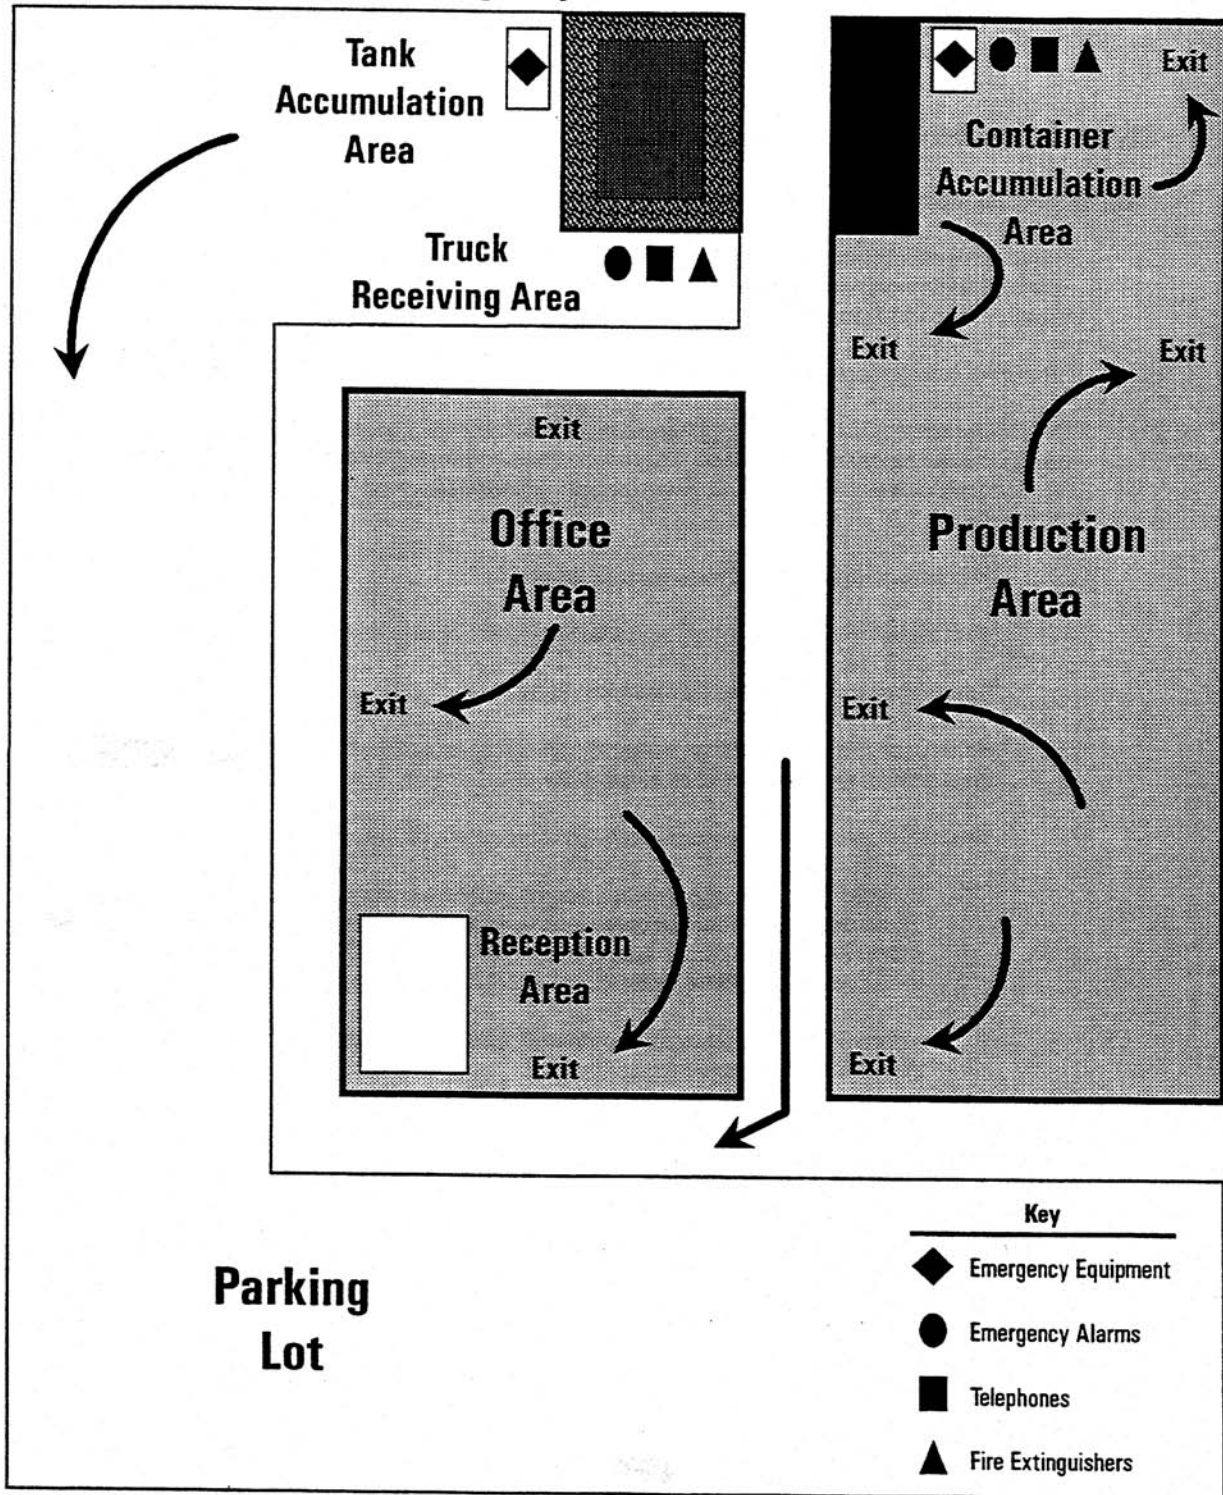 Tank
Accumulation
Area
Truck
Receiving Area
Exit
Container
Accumulation
Area
Exit
Exit
Exit
Office
Area
Exit
Production
Area
Exit
Reception
Area
Exit
Exit
Parking
Lot
Key
Emergency Equipment
Emergency Alarms
Telephones
Fire Extinguishers